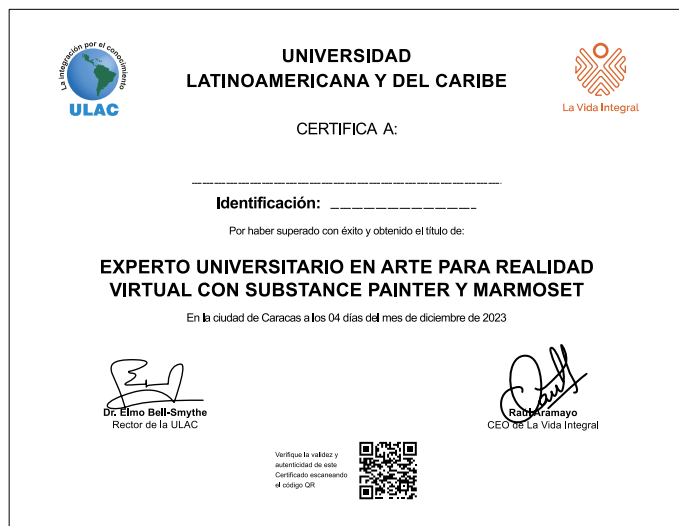 La integración por el conocimiento
ULAC
UNIVERSIDAD
LATINOAMERICANA Y DEL CARIBE
La Vida Integral
CERTIFICA A:
Identificación:
Por haber superado con éxito y obtenido el título de:
EXPERTO UNIVERSITARIO EN ARTE PARA REALIDAD
VIRTUAL CON SUBSTANCE PAINTER Y MARMOSET
En la ciudad de Caracas a los 04 días del mes de diciembre de 2023
Dr. Elmo Bell-Smythe
Rector de la ULAC
Raúl Aramayo
CEO de La Vida Integral
Verifique la validez y
autenticidad de este
Certificado escaneando
el código QR